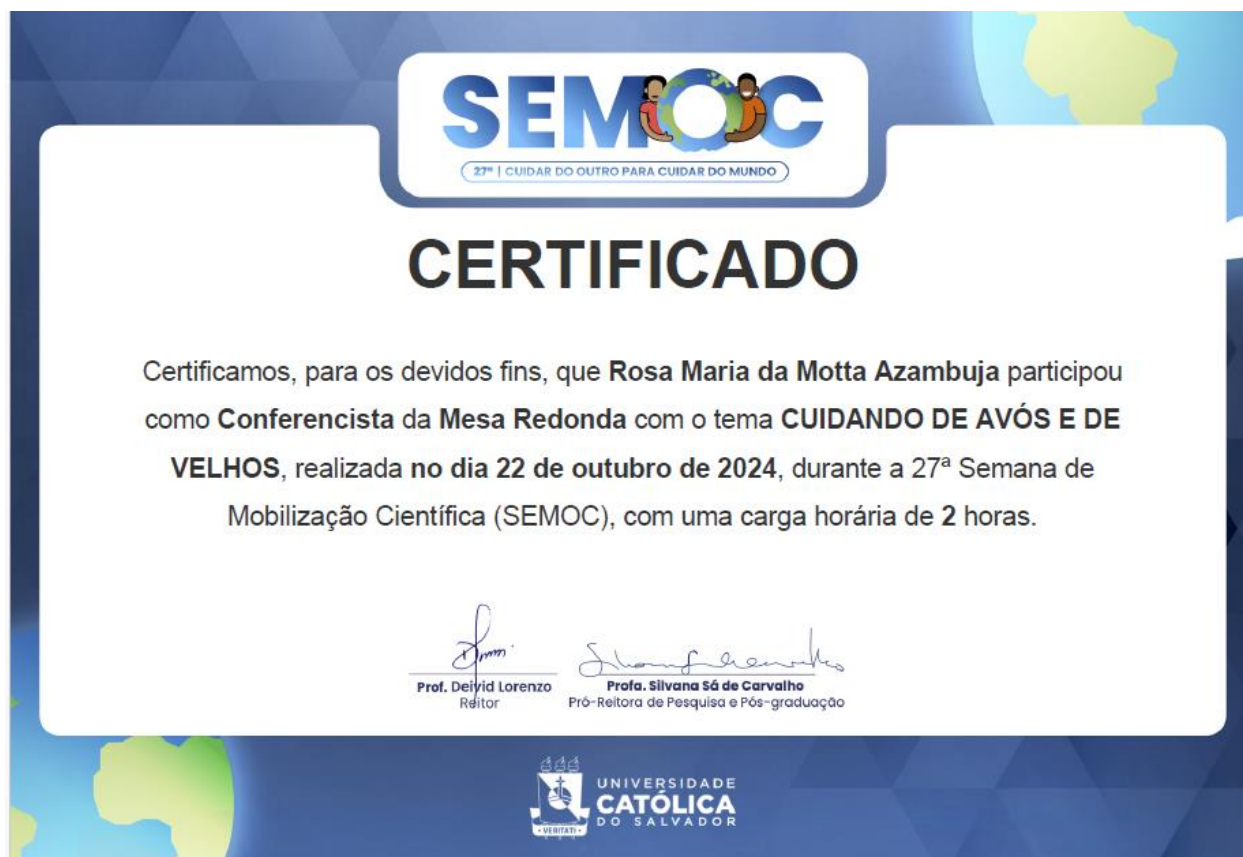 SEMOC
27ª | CUIDAR DO OUTRO PARA CUIDAR DO MUNDO
CERTIFICADO
Certificamos, para os devidos fins, que Rosa Maria da Motta Azambuja participou
como Conferencista da Mesa Redonda com o tema CUIDANDO DE AVÓS E DE
VELHOS, realizada no dia 22 de outubro de 2024, durante a 27ª Semana de
Mobilização Científica (SEMOC), com uma carga horária de 2 horas.
Prof. Deivid Lorenzo
Reitor
Profa. Silvana Sá de Carvalho
Pró-Reitora de Pesquisa e Pós-graduação
UNIVERSIDADE
CATÓLICA
DO SALVADOR
VERITATI